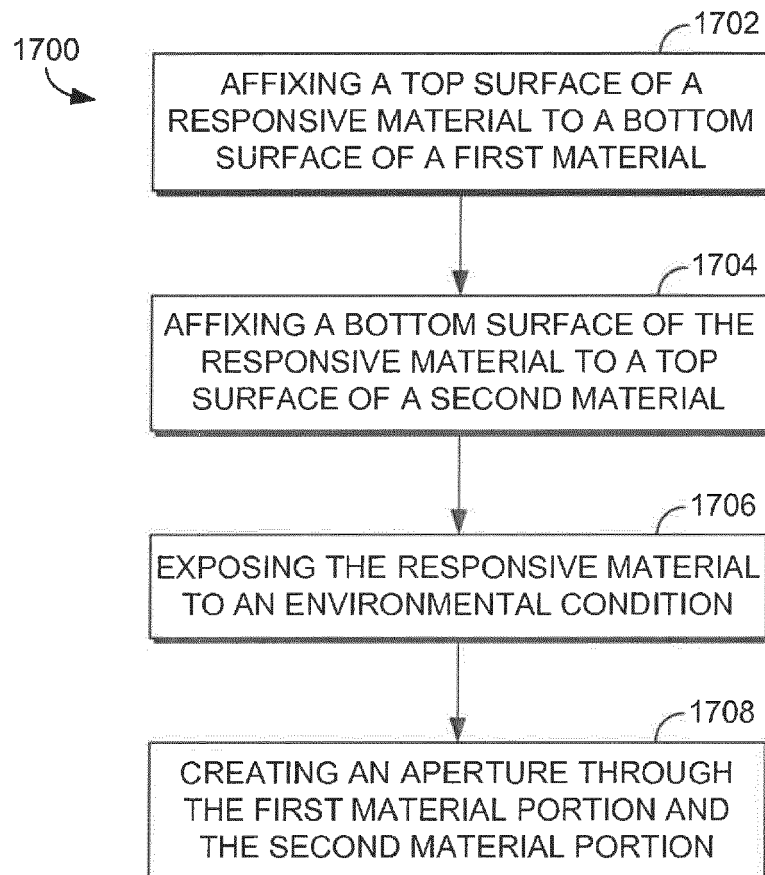 1700
1702
AFFIXING A TOP SURFACE OF A
RESPONSIVE MATERIAL TO A BOTTOM
SURFACE OF A FIRST MATERIAL
1704
AFFIXING A BOTTOM SURFACE OF THE
RESPONSIVE MATERIAL TO A TOP
SURFACE OF A SECOND MATERIAL
1706
EXPOSING THE RESPONSIVE MATERIAL
TO AN ENVIRONMENTAL CONDITION
1708
CREATING AN APERTURE THROUGH
THE FIRST MATERIAL PORTION AND
THE SECOND MATERIAL PORTION